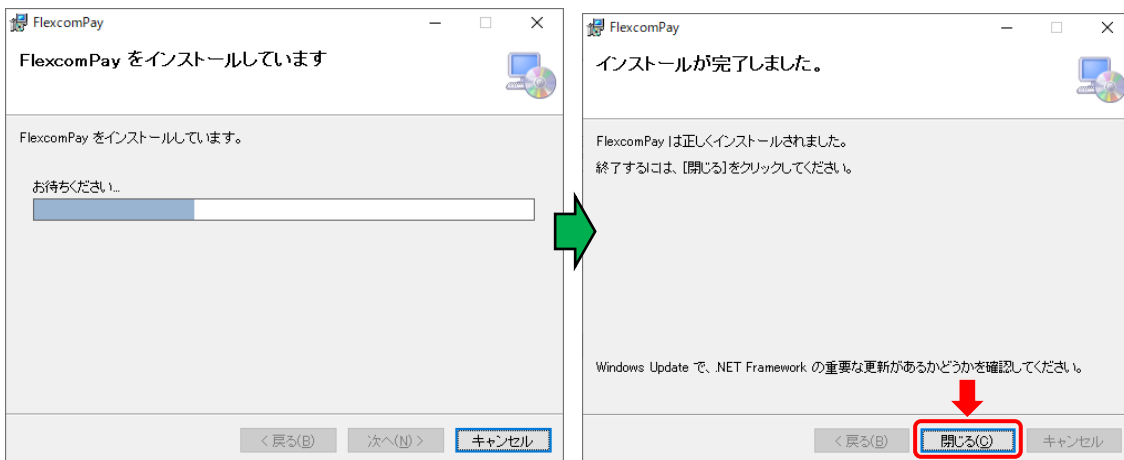 FlexcomPay
FlexcomPay をインストールしています
FlexcomPay をインストールしています。
お待ちください...
< 戻る(B)
次へ(N) >
キャンセル
FlexcomPay
インストールが完了しました。
FlexcomPay は正しくインストールされました。
終了するには、[閉じる]をクリックしてください。
Windows Update で、.NET Framework の重要な更新があるかどうかを確認してください。
< 戻る(B)
閉じる(C)
キャンセル